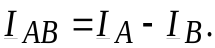 I_AB = I_A - I_B.